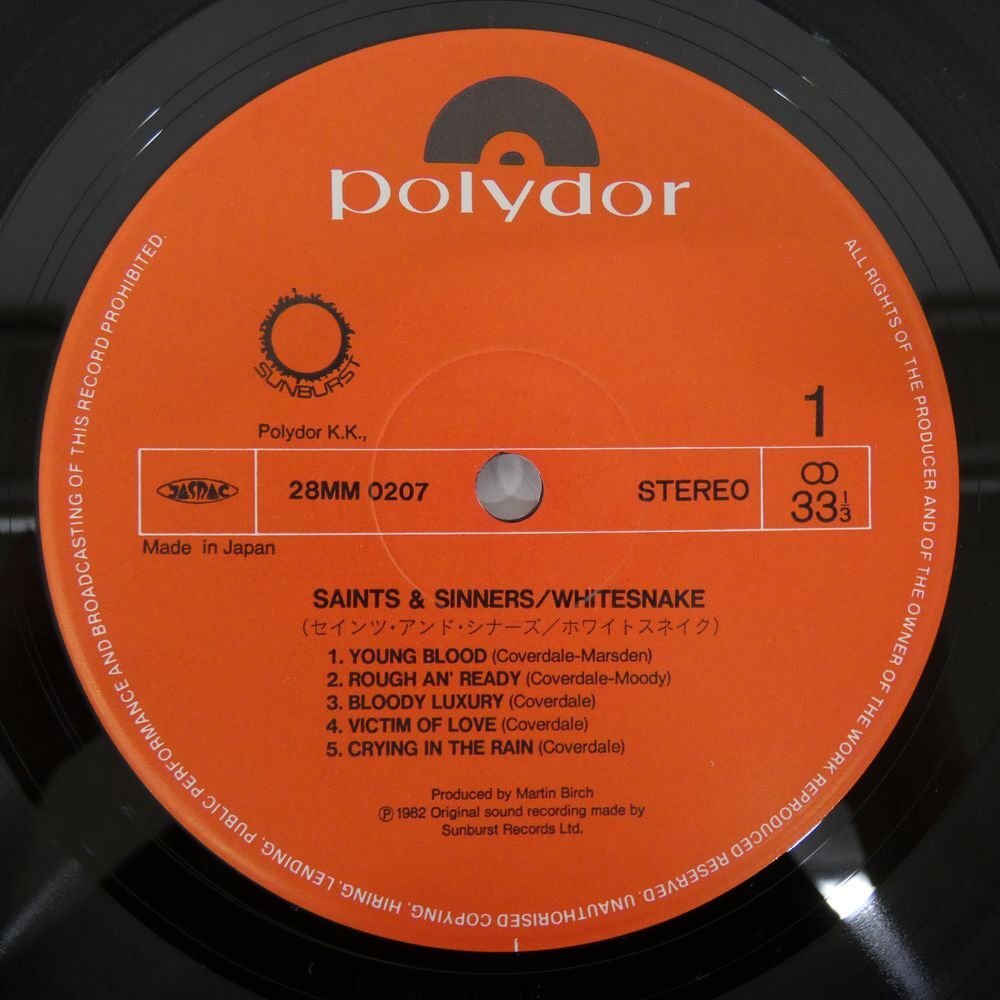 polydor
SUNBURST
Polydor K.K.,
1
JASRAC
28MM 0207
STEREO
33 1/3
Made in Japan
SAINTS & SINNERS/WHITESNAKE
(セインツ・アンド・シナーズ/ホワイトスネイク)
1. YOUNG BLOOD (Coverdale-Marsden)
2. ROUGH AN' READY (Coverdale-Moody)
3. BLOODY LUXURY (Coverdale)
4. VICTIM OF LOVE (Coverdale)
5. CRYING IN THE RAIN (Coverdale)
Produced by Martin Birch
Ⓟ 1982 Original sound recording made by
Sunburst Records Ltd.
ALL RIGHTS OF THE PRODUCER AND OF THE OWNER OF THE WORK REPRODUCED RESERVED. UNAUTHORISED COPYING, HIRING, LENDING, PUBLIC PERFORMANCE AND BROADCASTING OF THIS RECORD PROHIBITED.